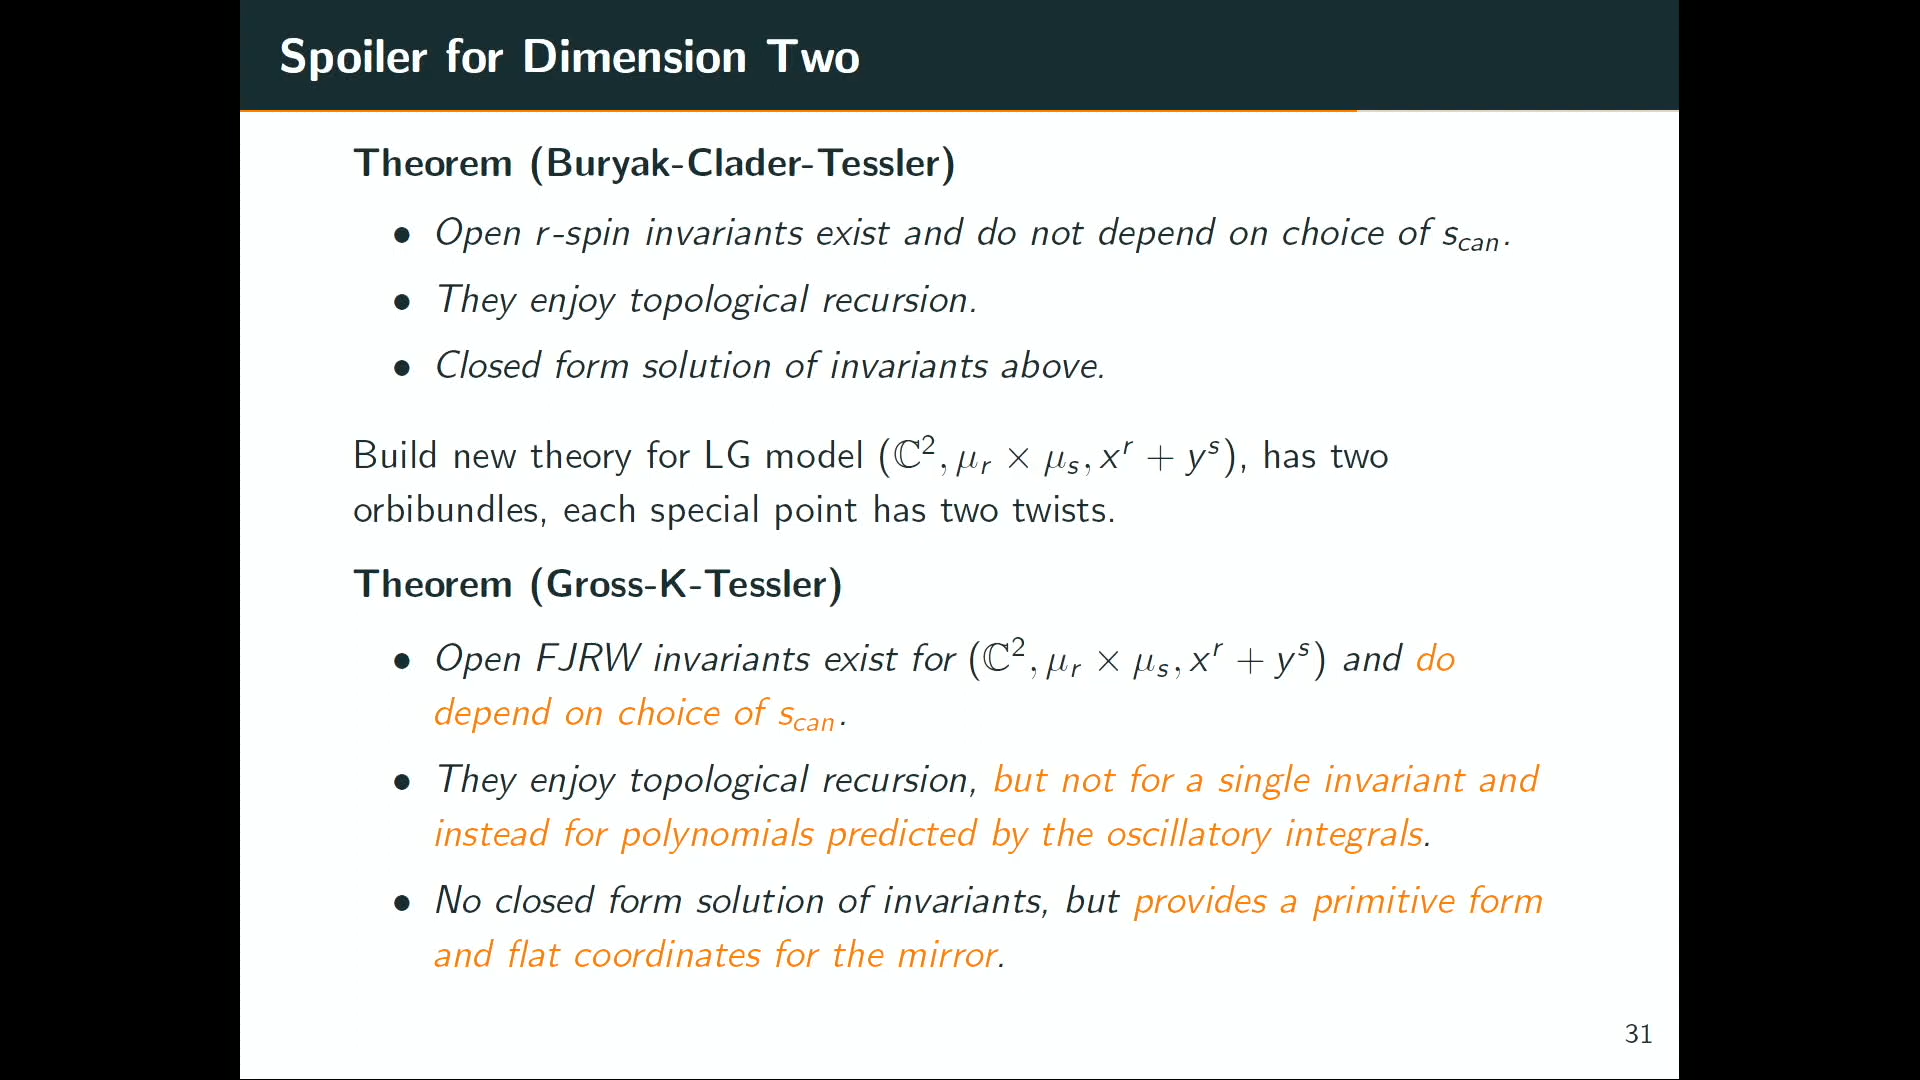 Spoiler for Dimension Two
Theorem (Buryak-Clader-Tessler)
• Open r-spin invariants exist and do not depend on choice of s_can.
• They enjoy topological recursion.
• Closed form solution of invariants above.
Build new theory for LG model (ℂ², μ_r × μ_s, x^r + y^s), has two
orbibundles, each special point has two twists.
Theorem (Gross-K-Tessler)
• Open FJRW invariants exist for (ℂ², μ_r × μ_s, x^r + y^s) and do
depend on choice of s_can.
• They enjoy topological recursion, but not for a single invariant and
instead for polynomials predicted by the oscillatory integrals.
• No closed form solution of invariants, but provides a primitive form
and flat coordinates for the mirror.
31